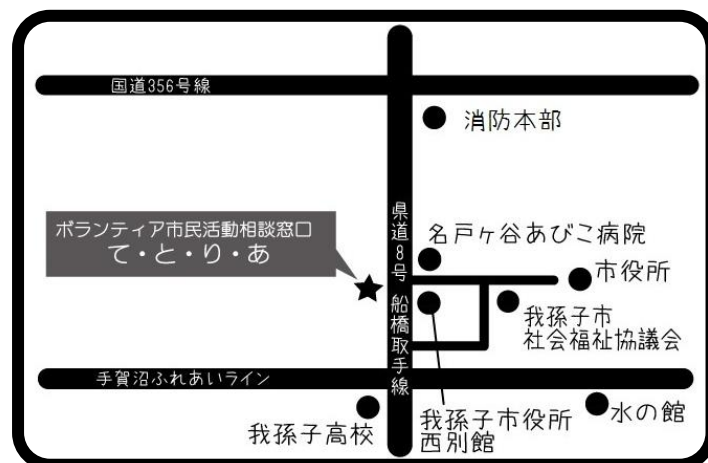 国道356号線
消防本部
ボランティア市民活動相談窓口
て・と・り・あ
県道8号 船橋取手線
名戸ヶ谷あびこ病院
市役所
我孫子市
社会福祉協議会
手賀沼ふれあいライン
我孫子高校
我孫子市役所
西別館
水の館